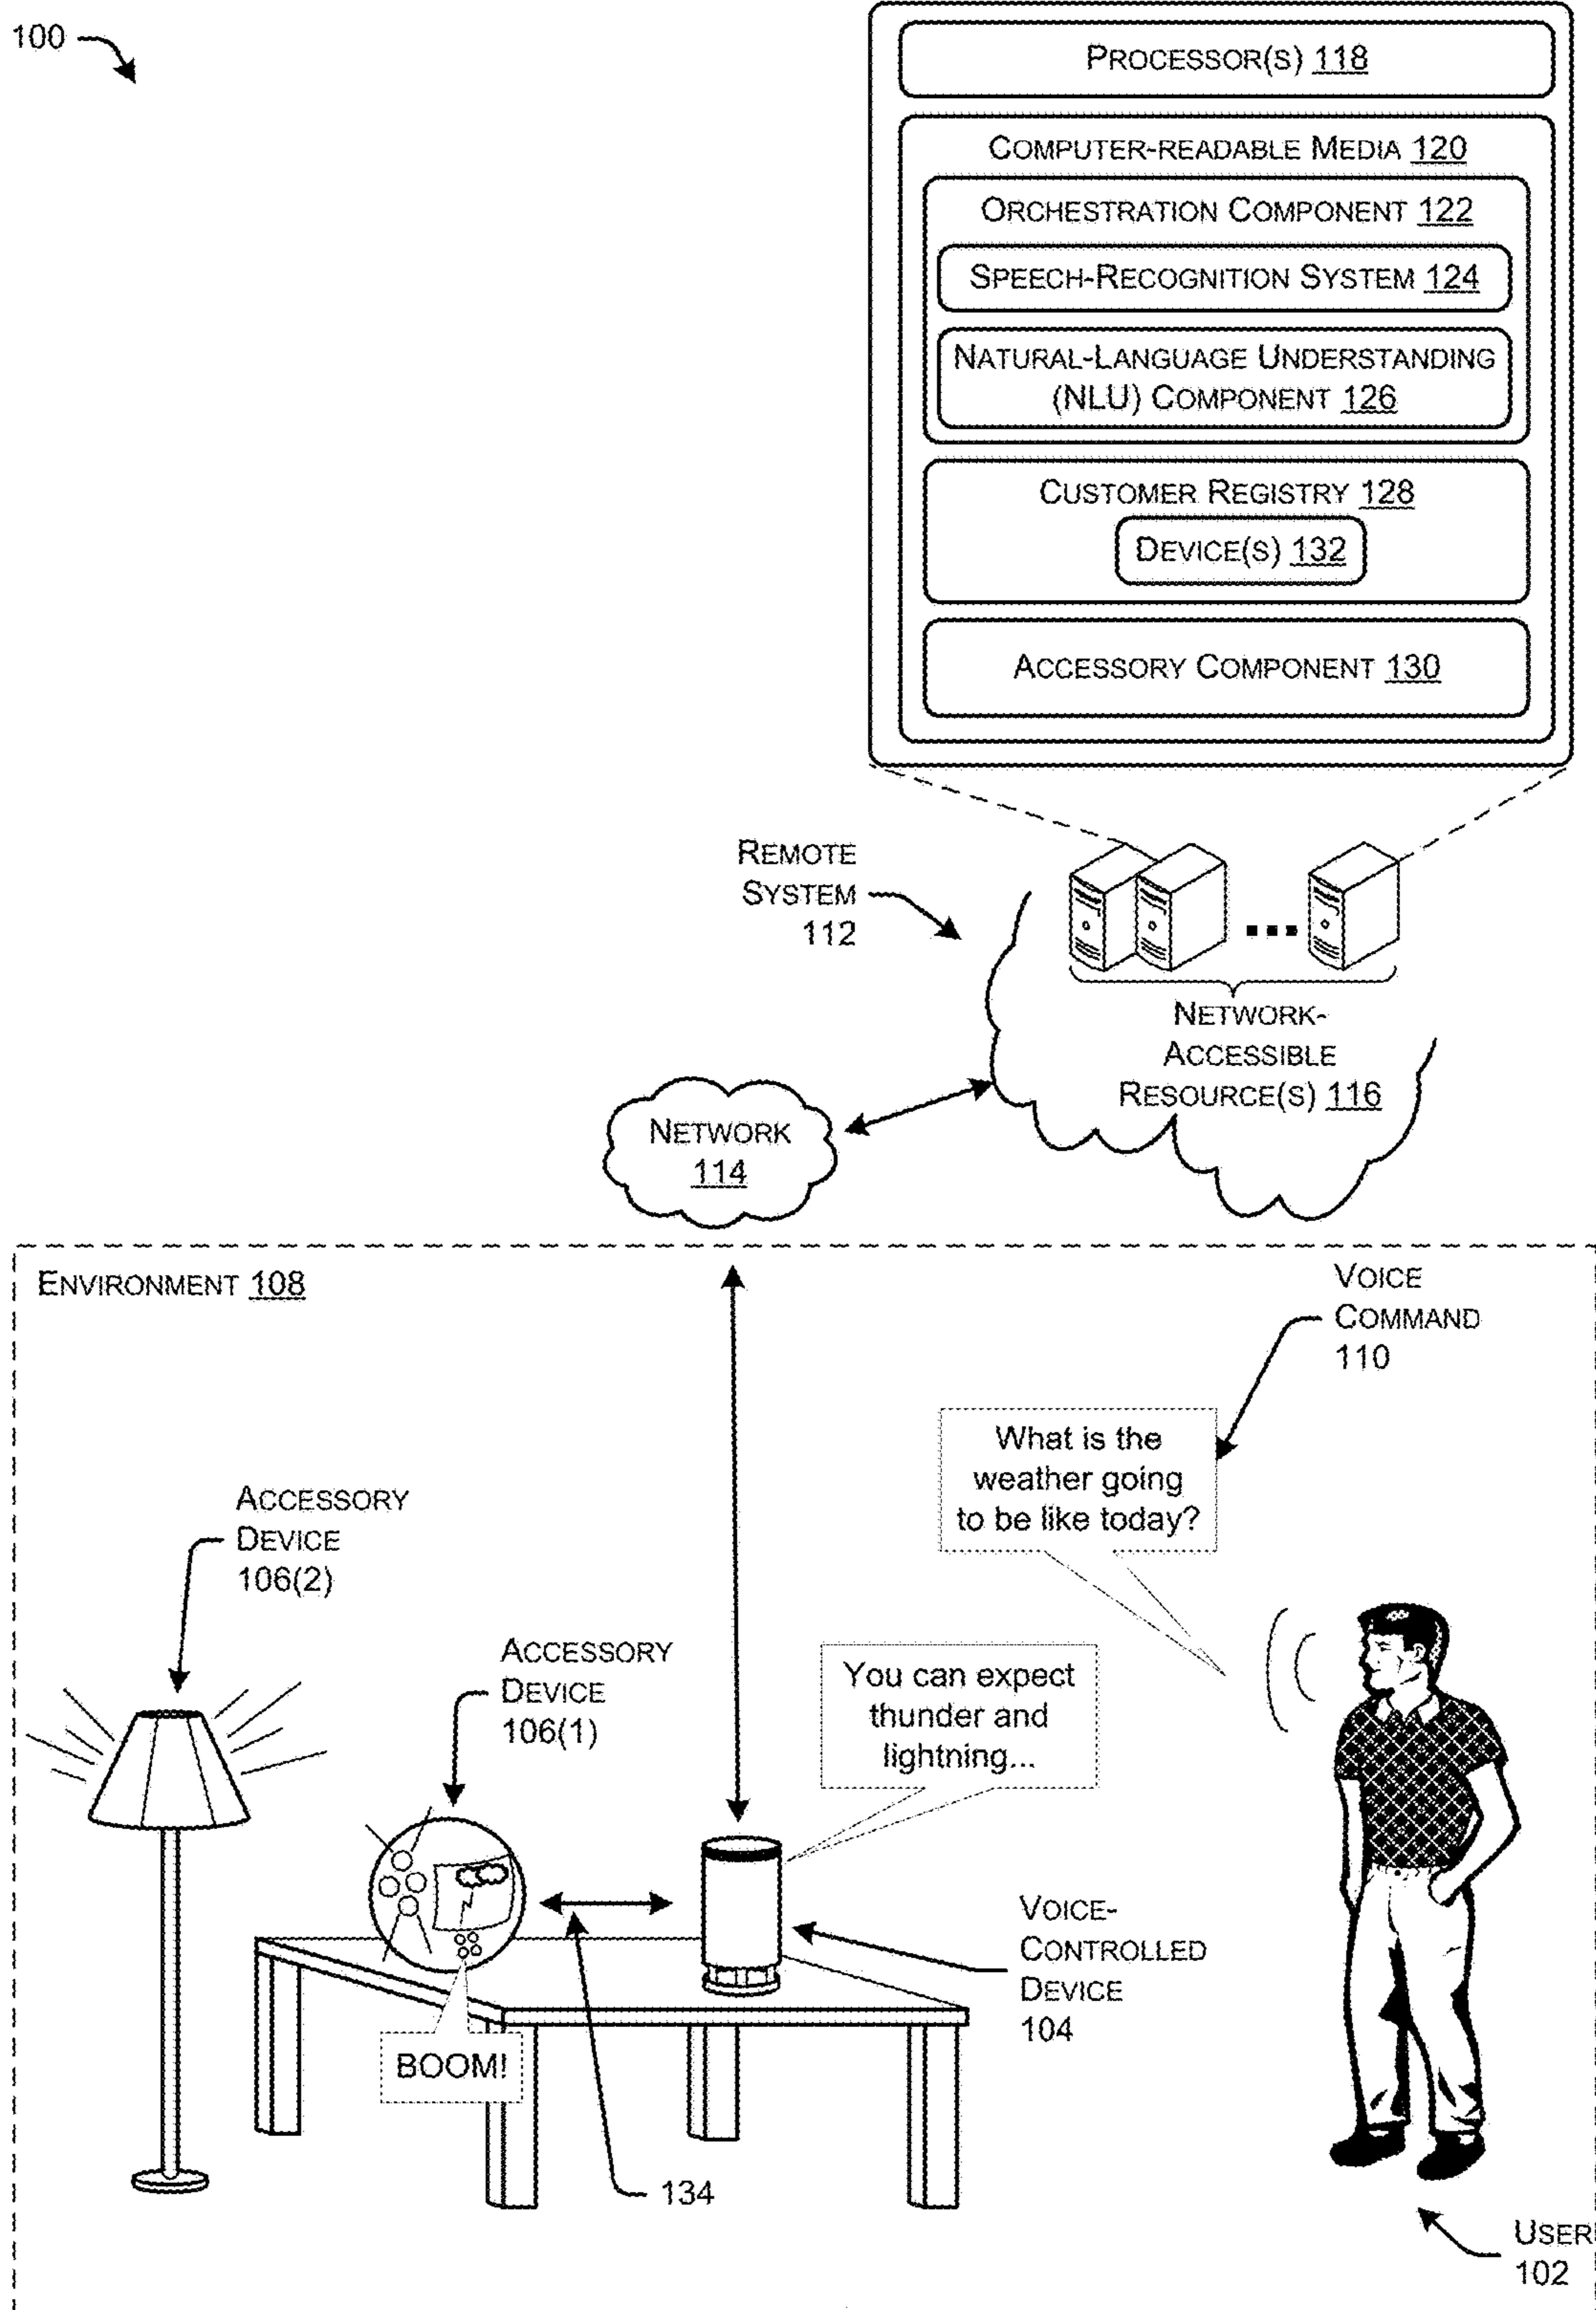 100
PROCESSOR(S) 118
COMPUTER-READABLE MEDIA 120
ORCHESTRATION COMPONENT 122
SPEECH-RECOGNITION SYSTEM 124
NATURAL-LANGUAGE UNDERSTANDING
(NLU) COMPONENT 126
CUSTOMER REGISTRY 128
DEVICE(S) 132
ACCESSORY COMPONENT 130
REMOTE
SYSTEM
112
NETWORK-
ACCESSIBLE
RESOURCE(S) 116
NETWORK
114
ENVIRONMENT 108
VOICE
COMMAND
110
What is the
weather going
to be like today?
ACCESSORY
DEVICE
106(2)
ACCESSORY
DEVICE
106(1)
You can expect
thunder and
lightning...
VOICE-
CONTROLLED
DEVICE
104
BOOM!
134
USER
102